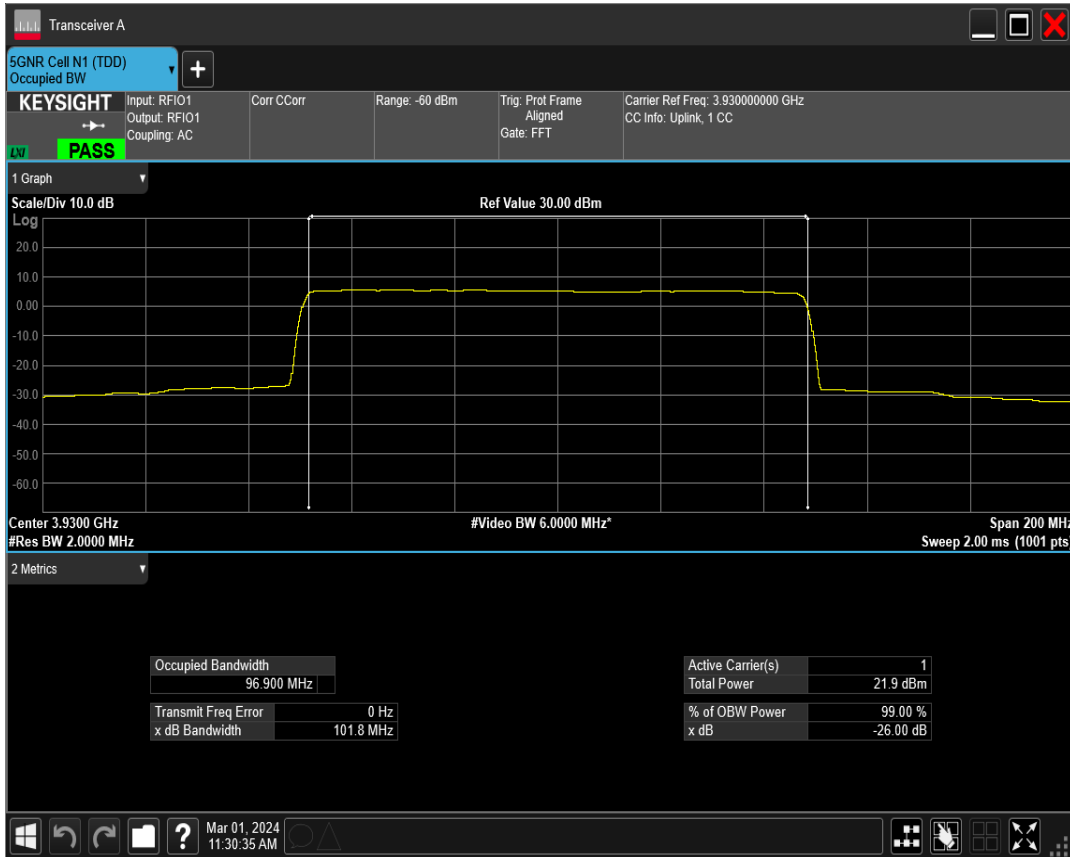 Transceiver A
5GNR Cell N1 (TDD)
Occupied BW
+
KEYSIGHT
LXI
PASS
Input: RFIO1
Output: RFIO1
Coupling: AC
Corr CCorr
Range: -60 dBm
Trig: Prot Frame
Aligned
Gate: FFT
Carrier Ref Freq: 3.930000000 GHz
CC Info: Uplink, 1 CC
1 Graph
Scale/Div 10.0 dB
Ref Value 30.00 dBm
Log
20.0
10.0
0.00
-10.0
-20.0
-30.0
-40.0
-50.0
-60.0
Center 3.9300 GHz
#Video BW 6.0000 MHz*
Span 200 MHz
#Res BW 2.0000 MHz
Sweep 2.00 ms (1001 pts)
2 Metrics
Occupied Bandwidth
96.900 MHz
Transmit Freq Error 0 Hz
x dB Bandwidth 101.8 MHz
Active Carrier(s) 1
Total Power 21.9 dBm
% of OBW Power 99.00 %
x dB -26.00 dB
?
Mar 01, 2024
11:30:35 AM